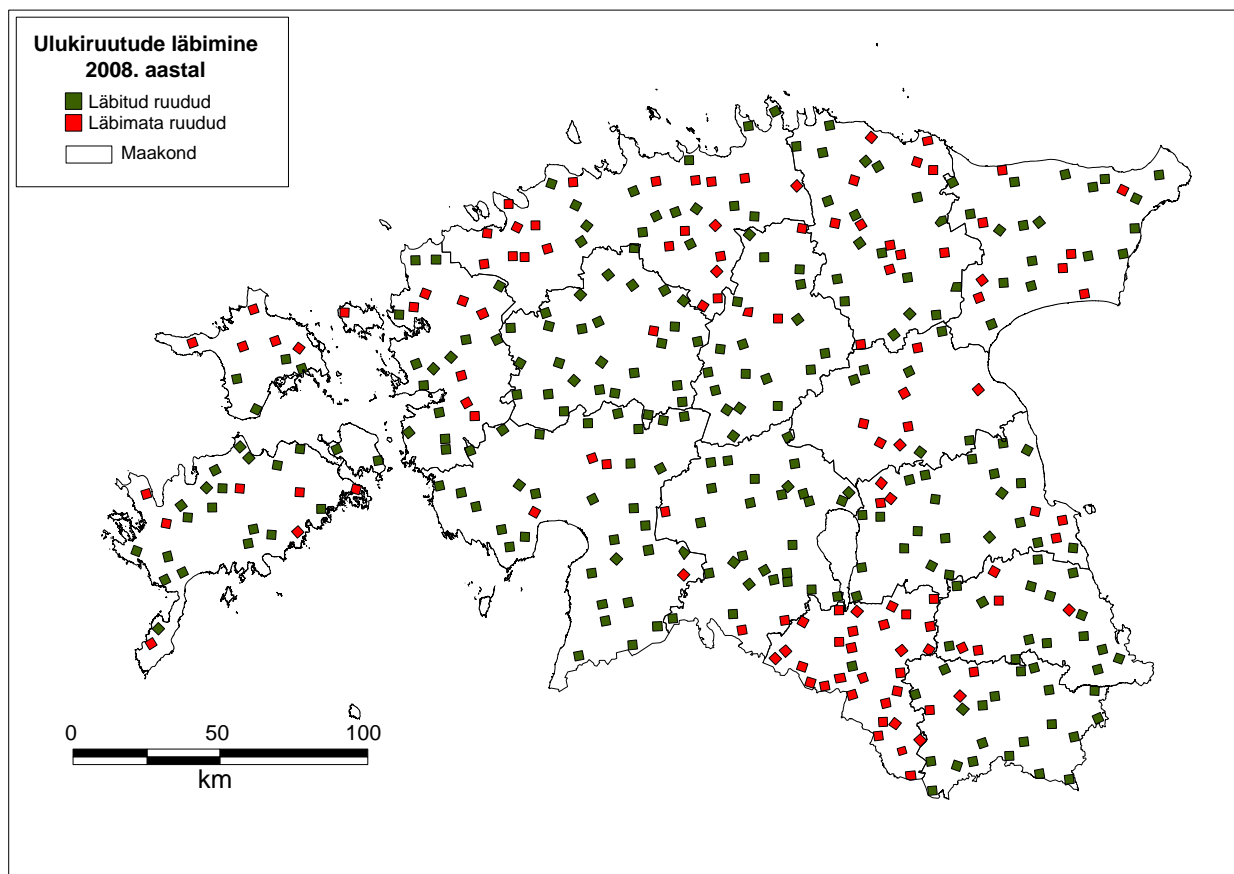 Ulukiruutude läbimine
2008. aastal
Läbitud ruudud
Läbimata ruudud
Maakond
0 50 100
km